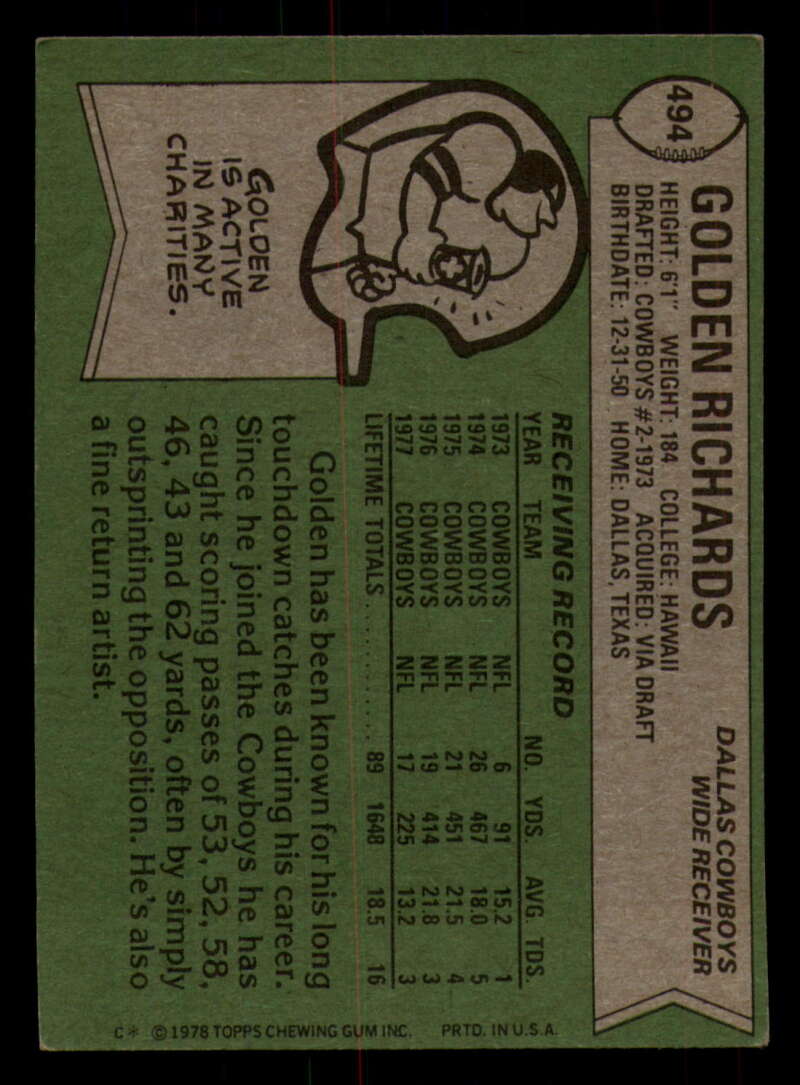 494
GOLDEN RICHARDS
DALLAS COWBOYS
WIDE RECEIVER
HEIGHT: 6'1" WEIGHT: 184 COLLEGE: HAWAII
DRAFTED: COWBOYS #2-1973 ACQUIRED: VIA DRAFT
BIRTHDATE: 12-31-50 HOME: DALLAS, TEXAS
GOLDEN
IS ACTIVE
IN MANY
CHARITIES.
RECEIVING RECORD
YEAR TEAM NO. YDS. AVG. TDS.
1973 COWBOYS NFL 6 91 15.2 1
1974 COWBOYS NFL 26 467 18.0 5
1975 COWBOYS NFL 21 451 21.5 4
1976 COWBOYS NFL 19 414 21.8 3
1977 COWBOYS NFL 17 225 13.2 3
LIFETIME TOTALS ............ 89 1648 18.5 16
Golden has been known for his long
touchdown catches during his career.
Since he joined the Cowboys he has
caught scoring passes of 53, 52, 58,
46, 43 and 62 yards, often by simply
outsprinting the opposition. He's also
a fine return artist.
C* © 1978 TOPPS CHEWING GUM INC. PRTD. IN U.S.A.